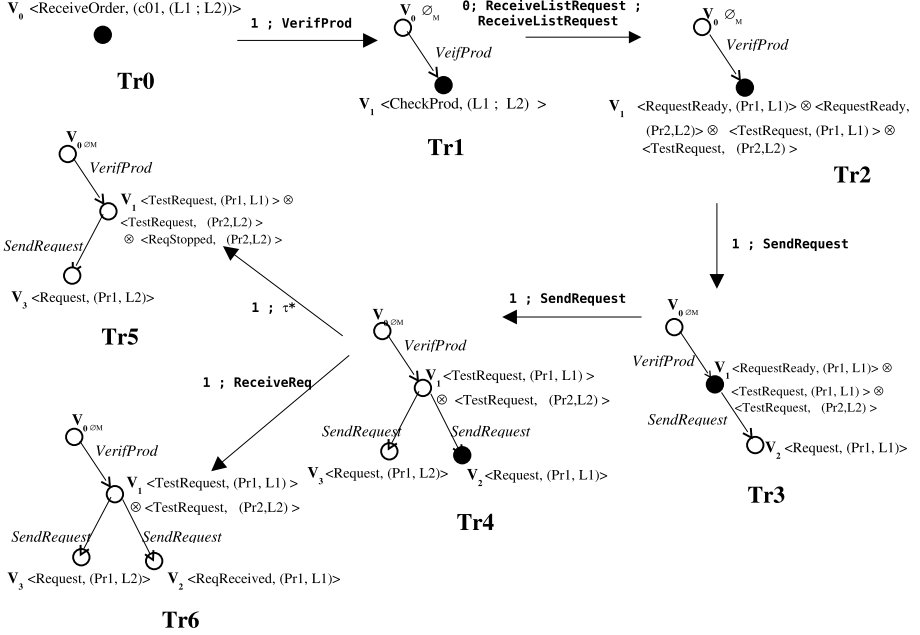 V0 <ReceiveOrder, (c01, (L1 ; L2))>
Tr0
1 ; VerifProd
V0 ∅M
VeifProd
V1 <CheckProd, (L1 ; L2) >
Tr1
0; ReceiveListRequest ;
ReceiveListRequest
V0 ∅M
VerifProd
V1 <RequestReady, (Pr1, L1)> ⊗ <RequestReady,
(Pr2,L2)> ⊗ <TestRequest, (Pr1, L1) > ⊗
<TestRequest, (Pr2,L2) >
Tr2
1 ; SendRequest
V0 ∅M
VerifProd
V1 <RequestReady, (Pr1, L1)> ⊗
<TestRequest, (Pr1, L1) > ⊗
<TestRequest, (Pr2,L2) >
SendRequest
V2 <Request, (Pr1, L1)>
Tr3
1 ; SendRequest
V0 ∅M
VerifProd
V1 <TestRequest, (Pr1, L1) >
⊗ <TestRequest, (Pr2,L2) >
SendRequest SendRequest
V3 <Request, (Pr1, L2)>
V2 <Request, (Pr1, L1)>
Tr4
1 ; τ*
V0 ∅M
VerifProd
V1 <TestRequest, (Pr1, L1) > ⊗
<TestRequest, (Pr2,L2) >
⊗ <ReqStopped, (Pr2,L2) >
SendRequest
V3 <Request, (Pr1, L2)>
Tr5
1 ; ReceiveReq
V0 ∅M
VerifProd
V1 <TestRequest, (Pr1, L1) >
⊗ <TestRequest, (Pr2,L2) >
SendRequest SendRequest
V3 <Request, (Pr1, L2)> V2 <ReqReceived, (Pr1, L1)>
Tr6